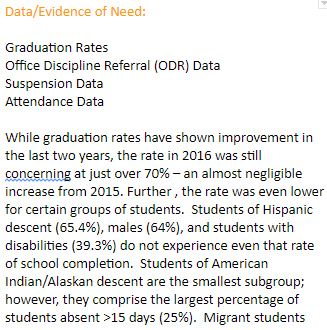 Data/Evidence of Need:
Graduation Rates
Office Discipline Referral (ODR) Data
Suspension Data
Attendance Data
While graduation rates have shown improvement in
the last two years, the rate in 2016 was still
concerning at just over 70% – an almost negligible
increase from 2015. Further , the rate was even lower
for certain groups of students.  Students of Hispanic
descent (65.4%), males (64%), and students with
disabilities (39.3%) do not experience even that rate
of school completion.  Students of American
Indian/Alaskan descent are the smallest subgroup;
however, they comprise the largest percentage of
students absent >15 days (25%).  Migrant students